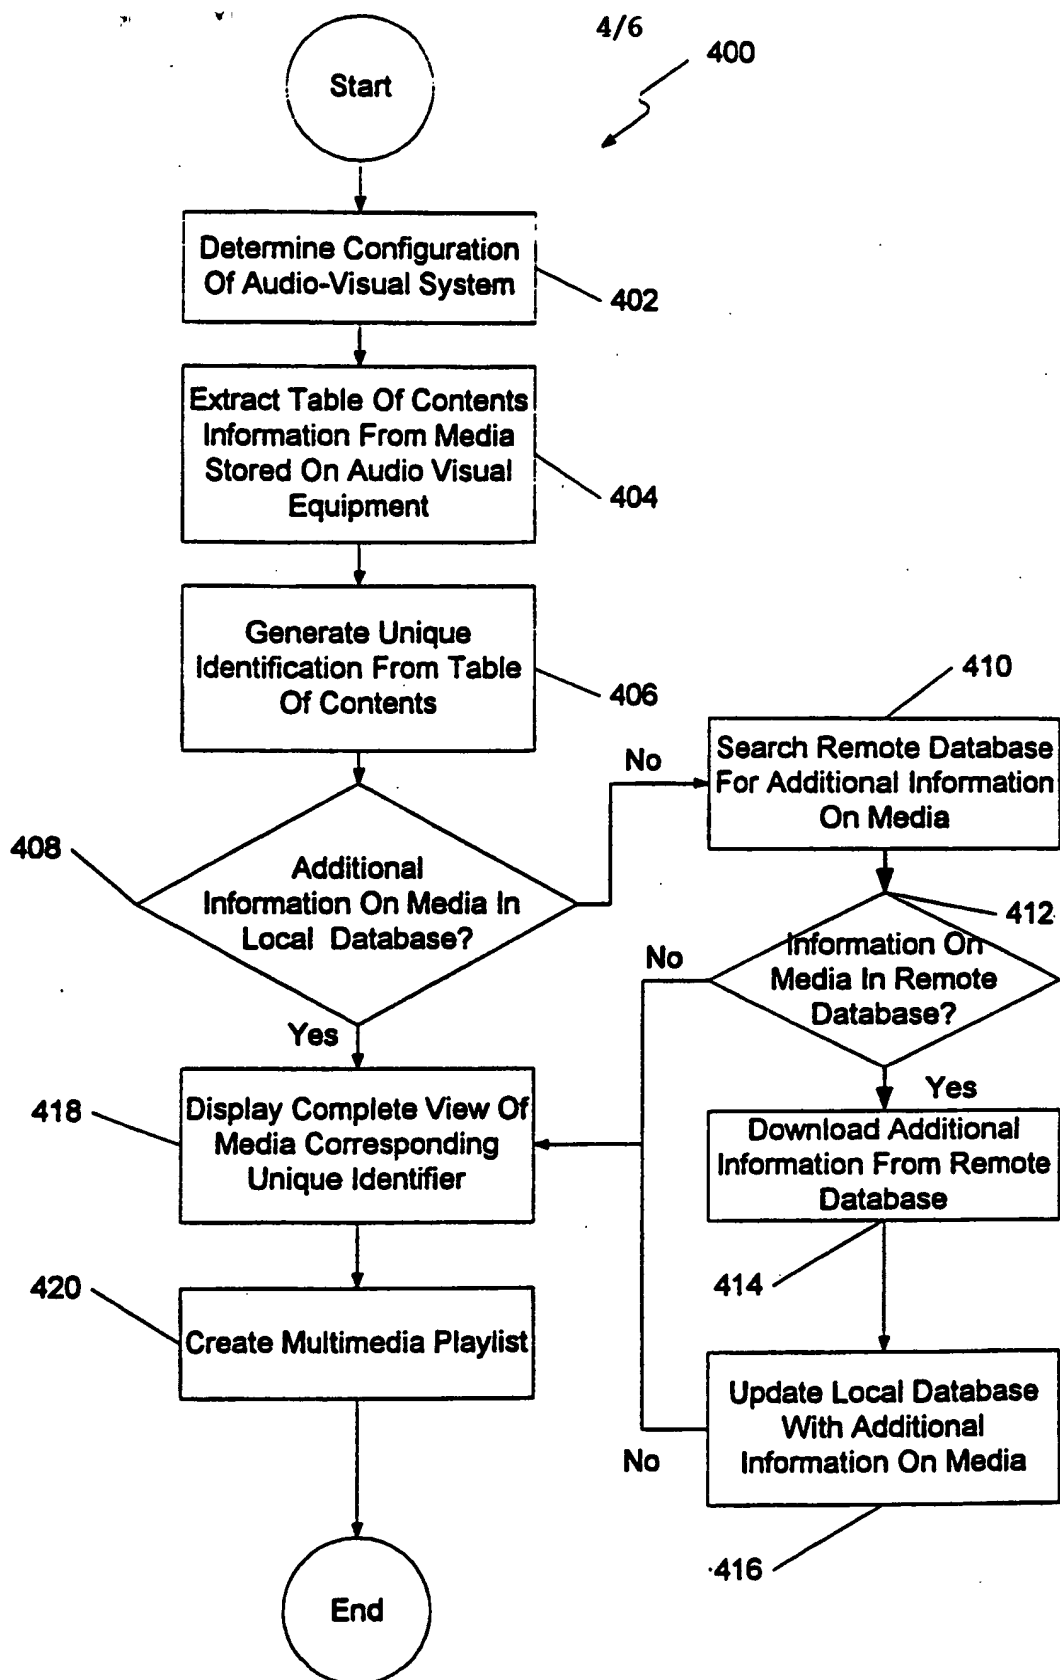 4/6
400
Start
Determine Configuration
Of Audio-Visual System
402
Extract Table Of Contents
Information From Media
Stored On Audio Visual
Equipment
404
Generate Unique
Identification From Table
Of Contents
406
408
Additional
Information On Media In
Local Database?
No
410
Search Remote Database
For Additional Information
On Media
412
Information On
Media In Remote
Database?
No
Yes
Yes
Download Additional
Information From Remote
Database
414
Update Local Database
With Additional
Information On Media
No
416
418
Display Complete View Of
Media Corresponding
Unique Identifier
420
Create Multimedia Playlist
End